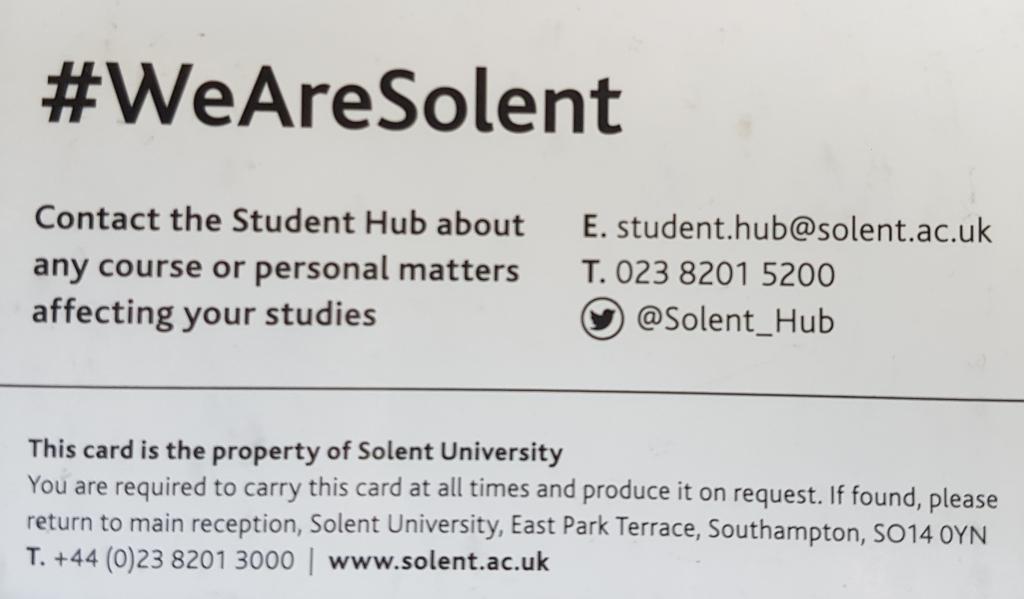 #WeAreSolent
Contact the Student Hub about
any course or personal matters
affecting your studies
E. student.hub@solent.ac.uk
T. 023 8201 5200
@Solent_Hub
This card is the property of Solent University
You are required to carry this card at all times and produce it on request. If found, please
return to main reception, Solent University, East Park Terrace, Southampton, SO14 0YN
T. +44 (0)23 8201 3000 | www.solent.ac.uk